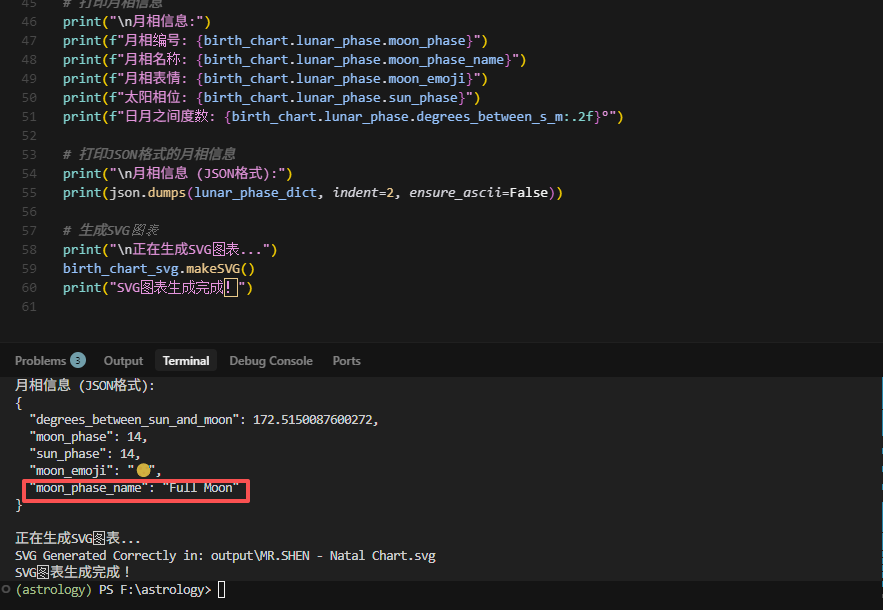 45 # 打印月相信息
46 print("\n月相信息:")
47 print(f"月相编号: {birth_chart.lunar_phase.moon_phase}")
48 print(f"月相名称: {birth_chart.lunar_phase.moon_phase_name}")
49 print(f"月相表情: {birth_chart.lunar_phase.moon_emoji}")
50 print(f"太阳相位: {birth_chart.lunar_phase.sun_phase}")
51 print(f"日月之间度数: {birth_chart.lunar_phase.degrees_between_s_m:.2f}°")
52
53 # 打印JSON格式的月相信息
54 print("\n月相信息 (JSON格式):")
55 print(json.dumps(lunar_phase_dict, indent=2, ensure_ascii=False))
56
57 # 生成SVG图表
58 print("\n正在生成SVG图表...")
59 birth_chart_svg.makeSVG()
60 print("SVG图表生成完成！")
61
Problems 3 Output Terminal Debug Console Ports
月相信息 (JSON格式):
{
"degrees_between_sun_and_moon": 172.5150087600272,
"moon_phase": 14,
"sun_phase": 14,
"moon_emoji": "🌕",
"moon_phase_name": "Full Moon"
}
正在生成SVG图表...
SVG Generated Correctly in: output\MR.SHEN - Natal Chart.svg
SVG图表生成完成！
(astrology) PS F:\astrology>